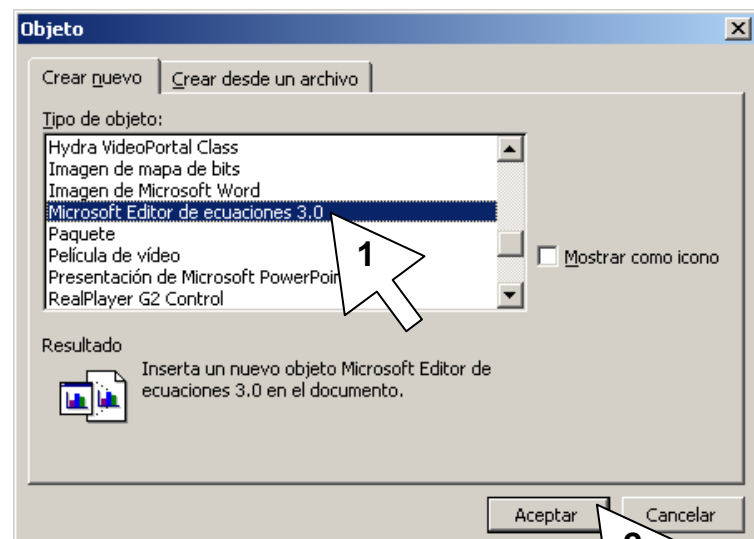 Objeto
Crear nuevo
Crear desde un archivo
Tipo de objeto:
Hydra VideoPortal Class
Imagen de mapa de bits
Imagen de Microsoft Word
Microsoft Editor de ecuaciones 3.0
Paquete
Película de vídeo
Presentación de Microsoft
RealPlayer G2 Control
1
Mostrar como icono
Resultado
Inserta un nuevo objeto Microsoft Editor de
ecuaciones 3.0 en el documento.
Aceptar
Cancelar